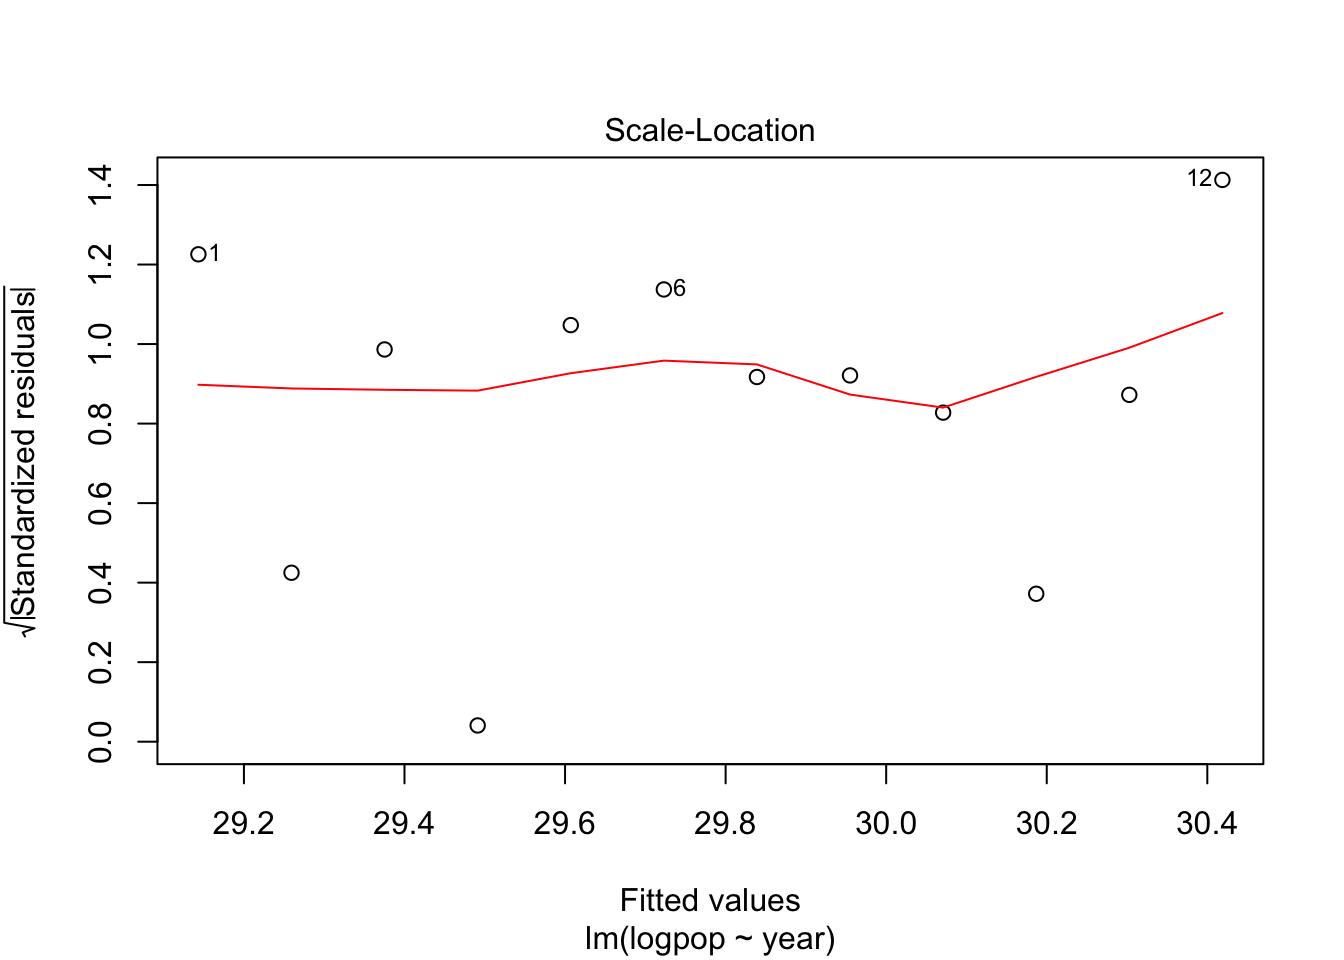 Scale-Location
√|Standardized residuals|
1.4
1.2
1.0
0.8
0.6
0.4
0.2
0.0
1
6
12
29.2 29.4 29.6 29.8 30.0 30.2 30.4
Fitted values
lm(logpop ~ year)